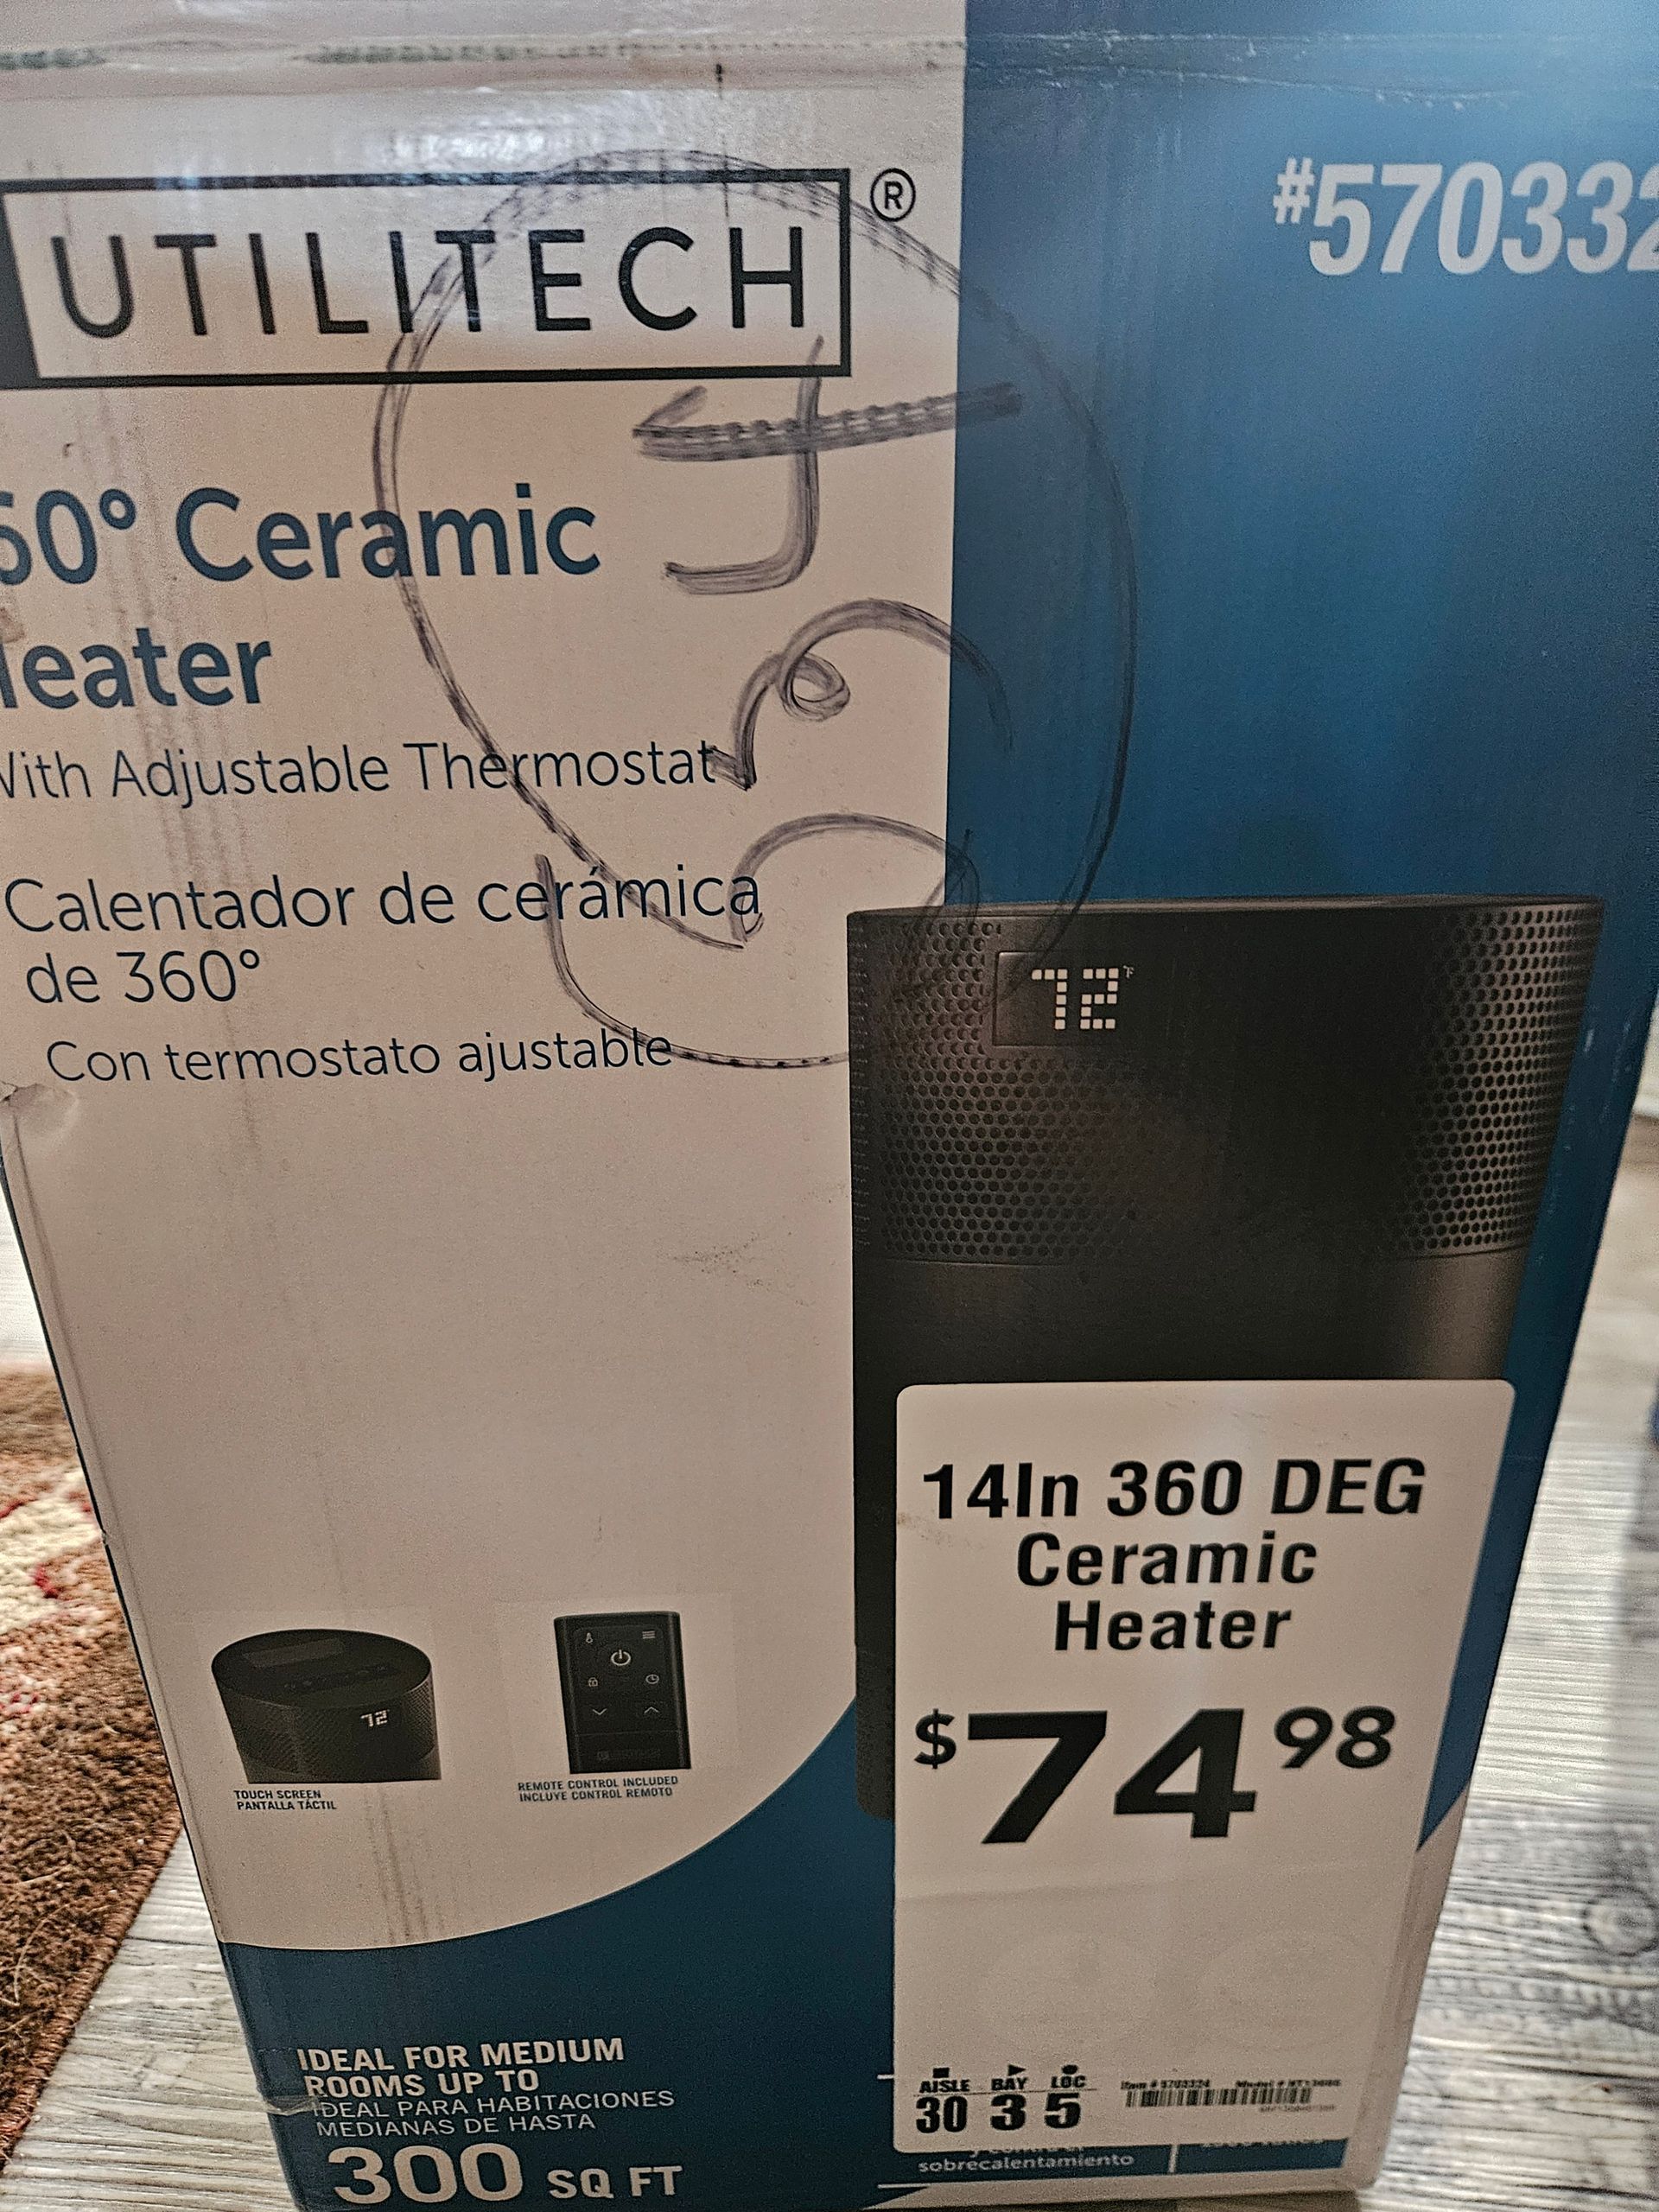 UTILITECH®
60° Ceramic
Heater
With Adjustable Thermostat
Calentador de cerámica
de 360°
Con termostato ajustable
#570332
72°F
14In 360 DEG
Ceramic
Heater
$74 98
72
TOUCH SCREEN
PANTALLA TÁCTIL
REMOTE CONTROL INCLUDED
INCLUYE CONTROL REMOTO
IDEAL FOR MEDIUM
ROOMS UP TO
IDEAL PARA HABITACIONES
MEDIANAS DE HASTA
300 SQ FT
AISLE BAY LOC
30 3 5
Item # 5703324 Model #
sobrecalentamiento